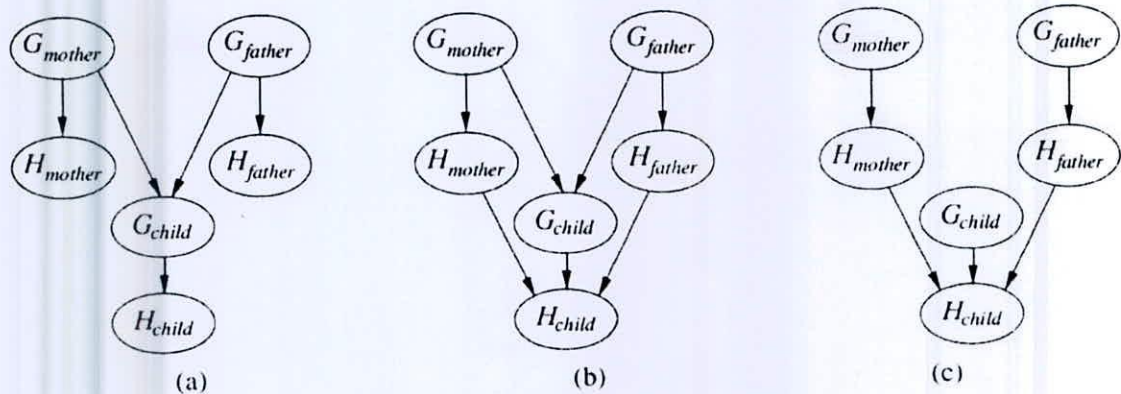 G_mother G_father
H_mother H_father
G_child
H_child
(a)
G_mother G_father
H_mother H_father
G_child
H_child
(b)
G_mother G_father
H_mother H_father
G_child
H_child
(c)